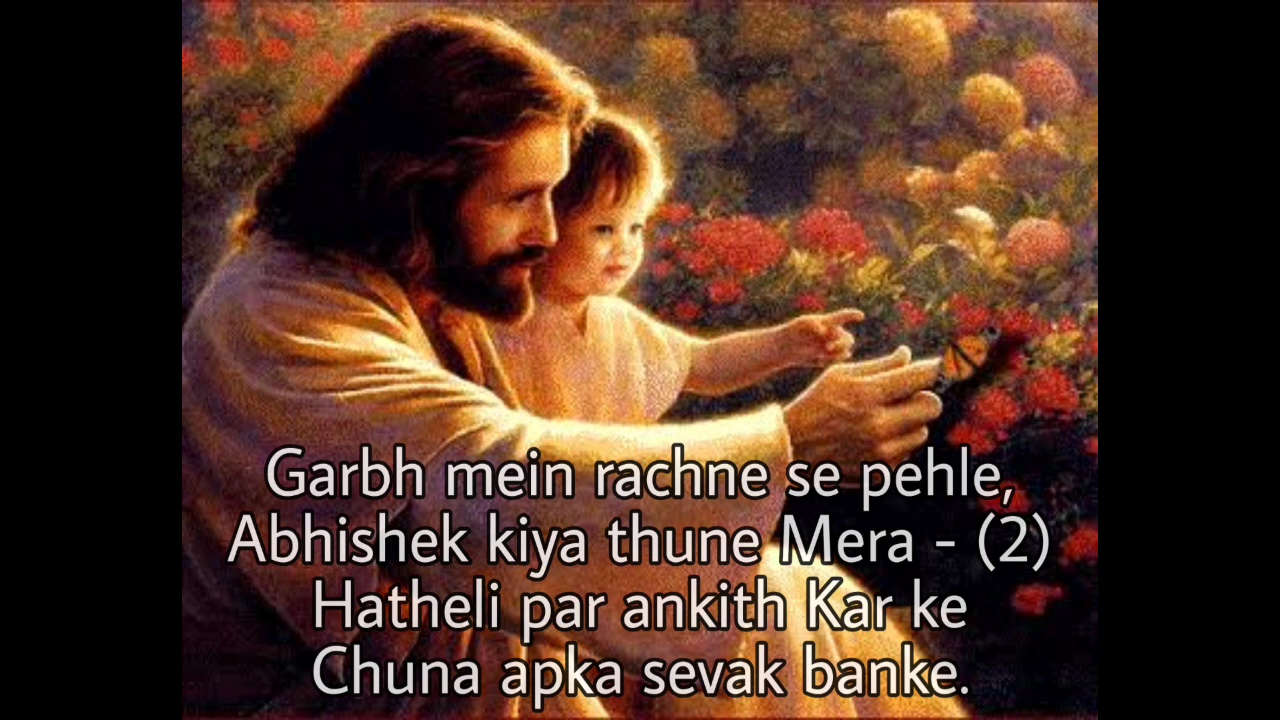 Garbh mein rachne se pehle,
Abhishek kiya thune Mera - (2)
Hatheli par ankith Kar ke
Chuna apka sevak banke.